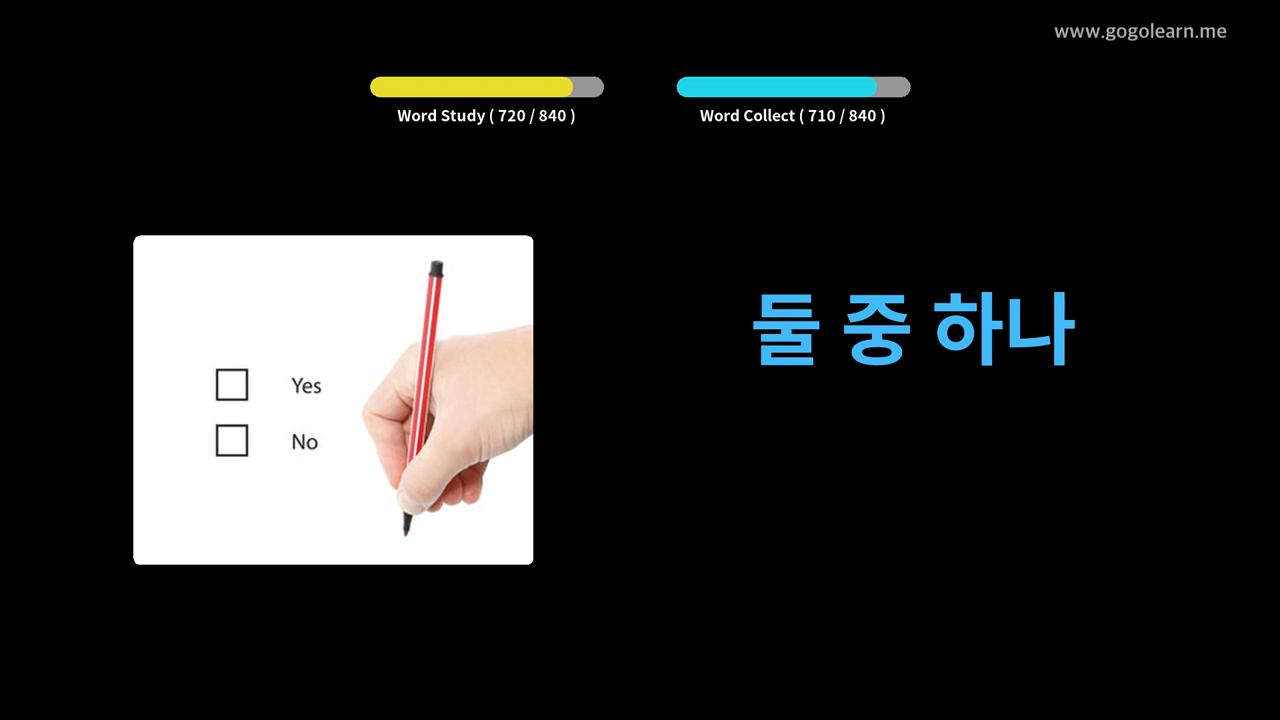 www.gogolearn.me
Word Study ( 720 / 840 )
Word Collect ( 710 / 840 )
Yes
No
둘 중 하나